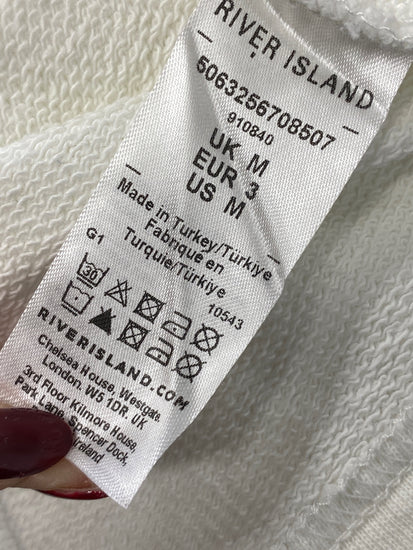 RIVER ISLAND
5063256708507
910840
UK M
EUR 3
US M
Made in Turkey/Türkiye
Fabriqué en
Turquie/Türkiye
G1
30
10543
RIVERISLAND.COM
Chelsea House, Westgate,
London. W5 1DR. UK
3rd Floor Kilmore House,
Park Lane, Spencer Dock,
Ireland